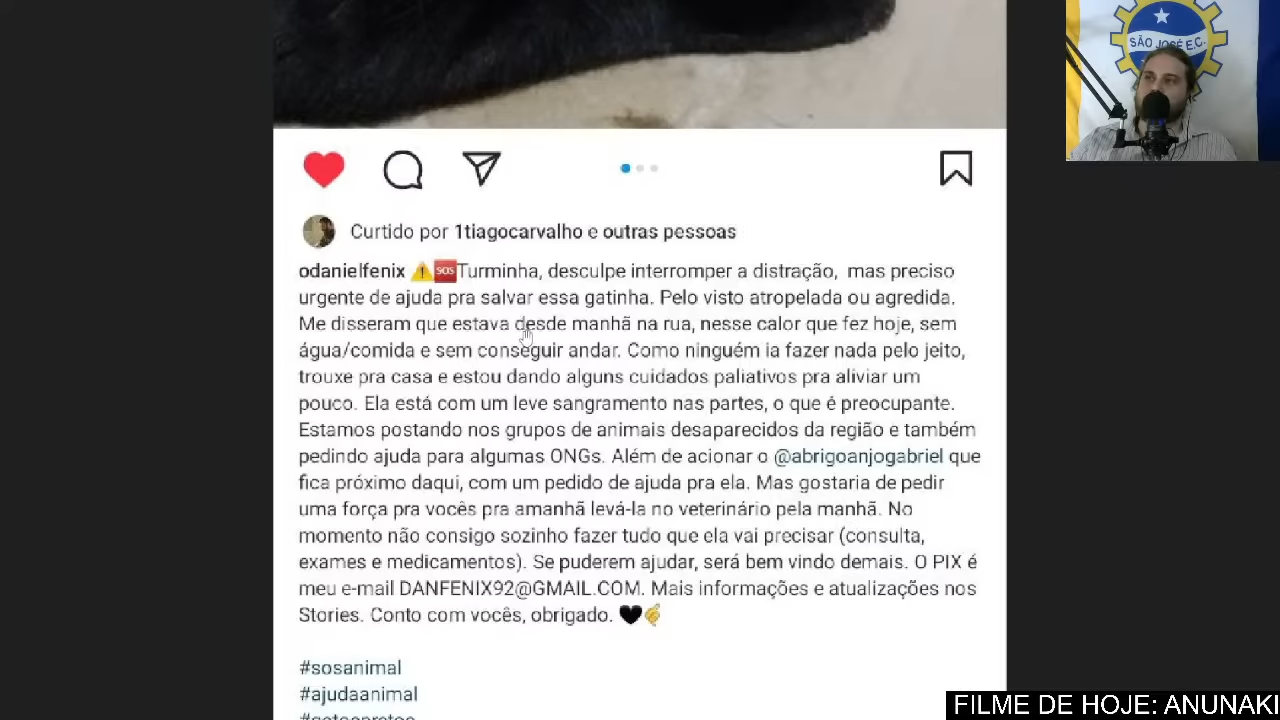 SÃO JOSÉ E.C.
Curtido por 1tiagocarvalho e outras pessoas
odanielfenix ⚠️🆘Turminha, desculpe interromper a distração, mas preciso
urgente de ajuda pra salvar essa gatinha. Pelo visto atropelada ou agredida.
Me disseram que estava desde manhã na rua, nesse calor que fez hoje, sem
água/comida e sem conseguir andar. Como ninguém ia fazer nada pelo jeito,
trouxe pra casa e estou dando alguns cuidados paliativos pra aliviar um
pouco. Ela está com um leve sangramento nas partes, o que é preocupante.
Estamos postando nos grupos de animais desaparecidos da região e também
pedindo ajuda para algumas ONGs. Além de acionar o @abrigoanjogabriel que
fica próximo daqui, com um pedido de ajuda pra ela. Mas gostaria de pedir
uma força pra vocês pra amanhã levá-la no veterinário pela manhã. No
momento não consigo sozinho fazer tudo que ela vai precisar (consulta,
exames e medicamentos). Se puderem ajudar, será bem vindo demais. O PIX é
meu e-mail DANFENIX92@GMAIL.COM. Mais informações e atualizações nos
Stories. Conto com vocês, obrigado. 🖤
#sosanimal
#ajudaanimal
FILME DE HOJE: ANUNAKI